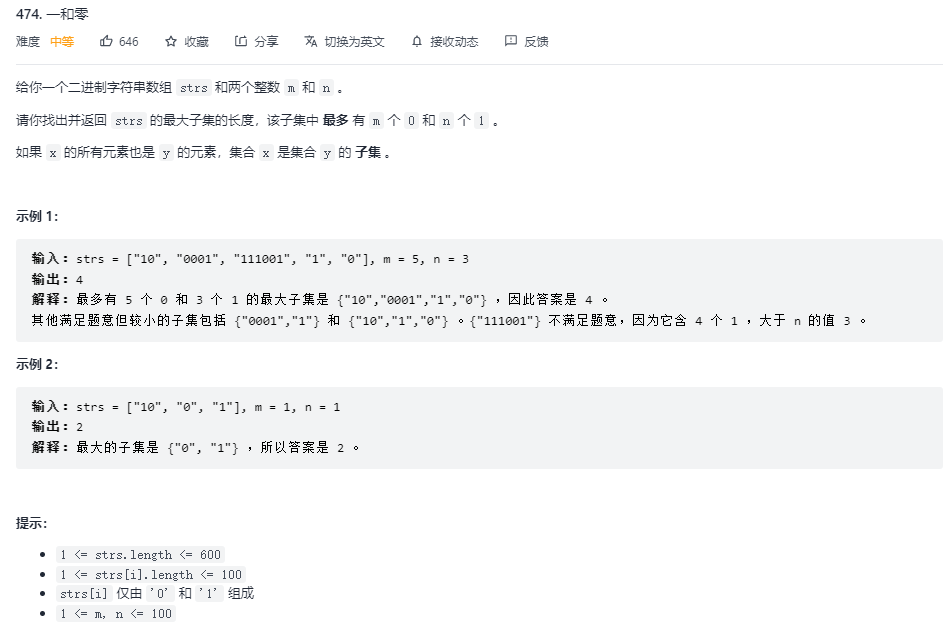 474. 一和零
难度 中等 646 收藏 分享 切换为英文 接收动态 反馈
给你一个二进制字符串数组 strs 和两个整数 m 和 n 。
请你找出并返回 strs 的最大子集的长度，该子集中 最多 有 m 个 0 和 n 个 1 。
如果 x 的所有元素也是 y 的元素，集合 x 是集合 y 的 子集 。
示例 1：
输入：strs = ["10", "0001", "111001", "1", "0"], m = 5, n = 3
输出：4
解释：最多有 5 个 0 和 3 个 1 的最大子集是 {"10","0001","1","0"} ，因此答案是 4 。
其他满足题意但较小的子集包括 {"0001","1"} 和 {"10","1","0"} 。{"111001"} 不满足题意，因为它含 4 个 1 ，大于 n 的值 3 。
示例 2：
输入：strs = ["10", "0", "1"], m = 1, n = 1
输出：2
解释：最大的子集是 {"0", "1"} ，所以答案是 2 。
提示：
1 <= strs.length <= 600
1 <= strs[i].length <= 100
strs[i] 仅由 '0' 和 '1' 组成
1 <= m, n <= 100